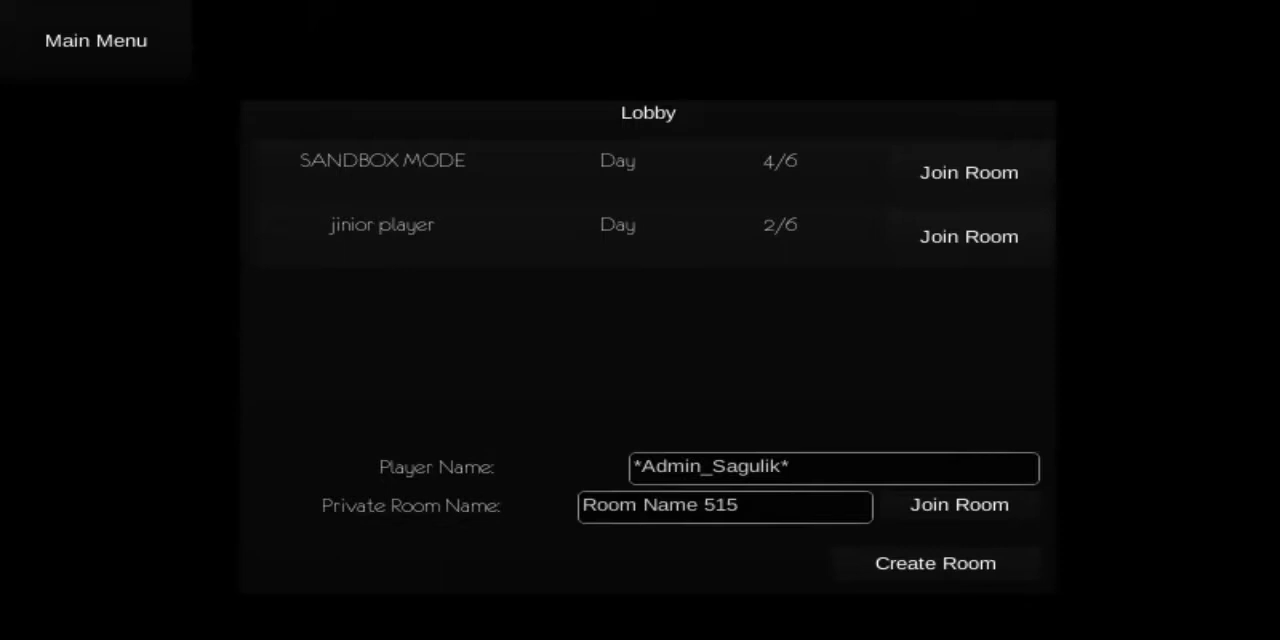 Main Menu
Lobby
SANDBOX MODE Day 4/6 Join Room
jinior player Day 2/6 Join Room
Player Name: *Admin_Sagulik*
Private Room Name: Room Name 515 Join Room
Create Room